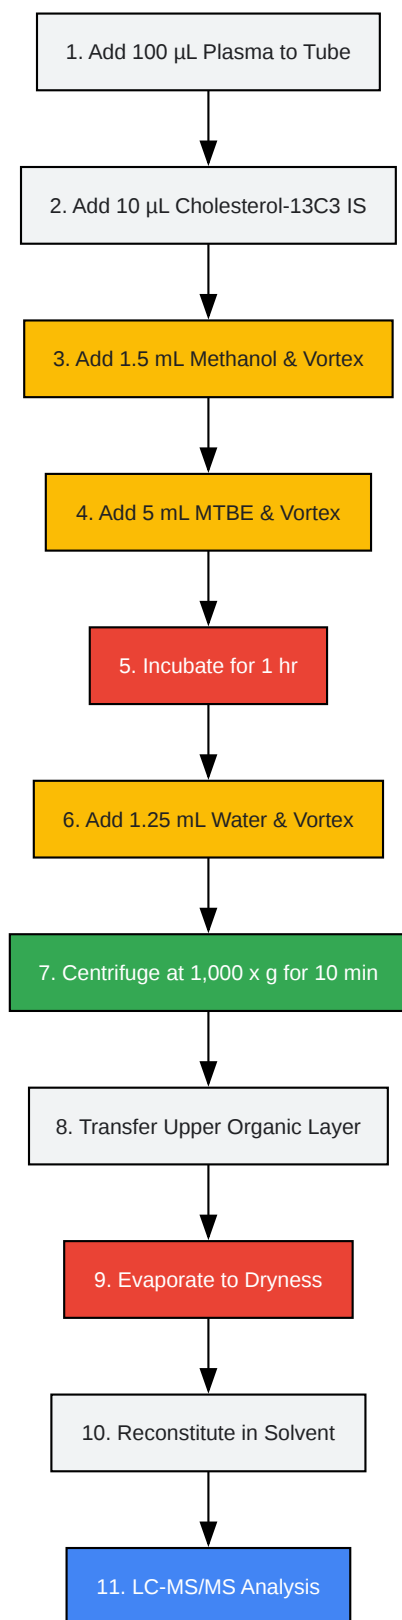 1. Add 100 µL Plasma to Tube
2. Add 10 µL Cholesterol-13C3 IS
3. Add 1.5 mL Methanol & Vortex
4. Add 5 mL MTBE & Vortex
5. Incubate for 1 hr
6. Add 1.25 mL Water & Vortex
7. Centrifuge at 1,000 x g for 10 min
8. Transfer Upper Organic Layer
9. Evaporate to Dryness
10. Reconstitute in Solvent
11. LC-MS/MS Analysis